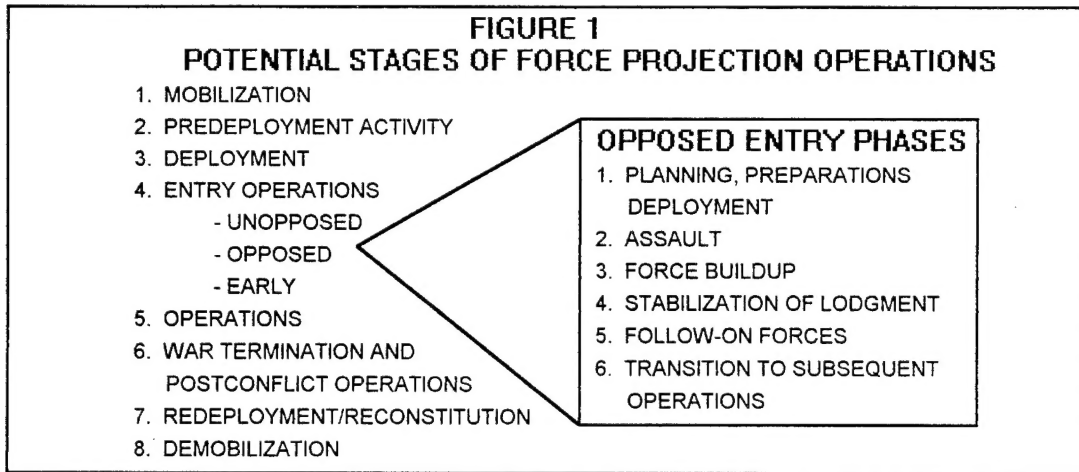 FIGURE 1
POTENTIAL STAGES OF FORCE PROJECTION OPERATIONS
1. MOBILIZATION
2. PREDEPLOYMENT ACTIVITY
3. DEPLOYMENT
4. ENTRY OPERATIONS
- UNOPPOSED
- OPPOSED
- EARLY
5. OPERATIONS
6. WAR TERMINATION AND
POSTCONFLICT OPERATIONS
7. REDEPLOYMENT/RECONSTITUTION
8. DEMOBILIZATION
OPPOSED ENTRY PHASES
1. PLANNING, PREPARATIONS
DEPLOYMENT
2. ASSAULT
3. FORCE BUILDUP
4. STABILIZATION OF LODGMENT
5. FOLLOW-ON FORCES
6. TRANSITION TO SUBSEQUENT
OPERATIONS